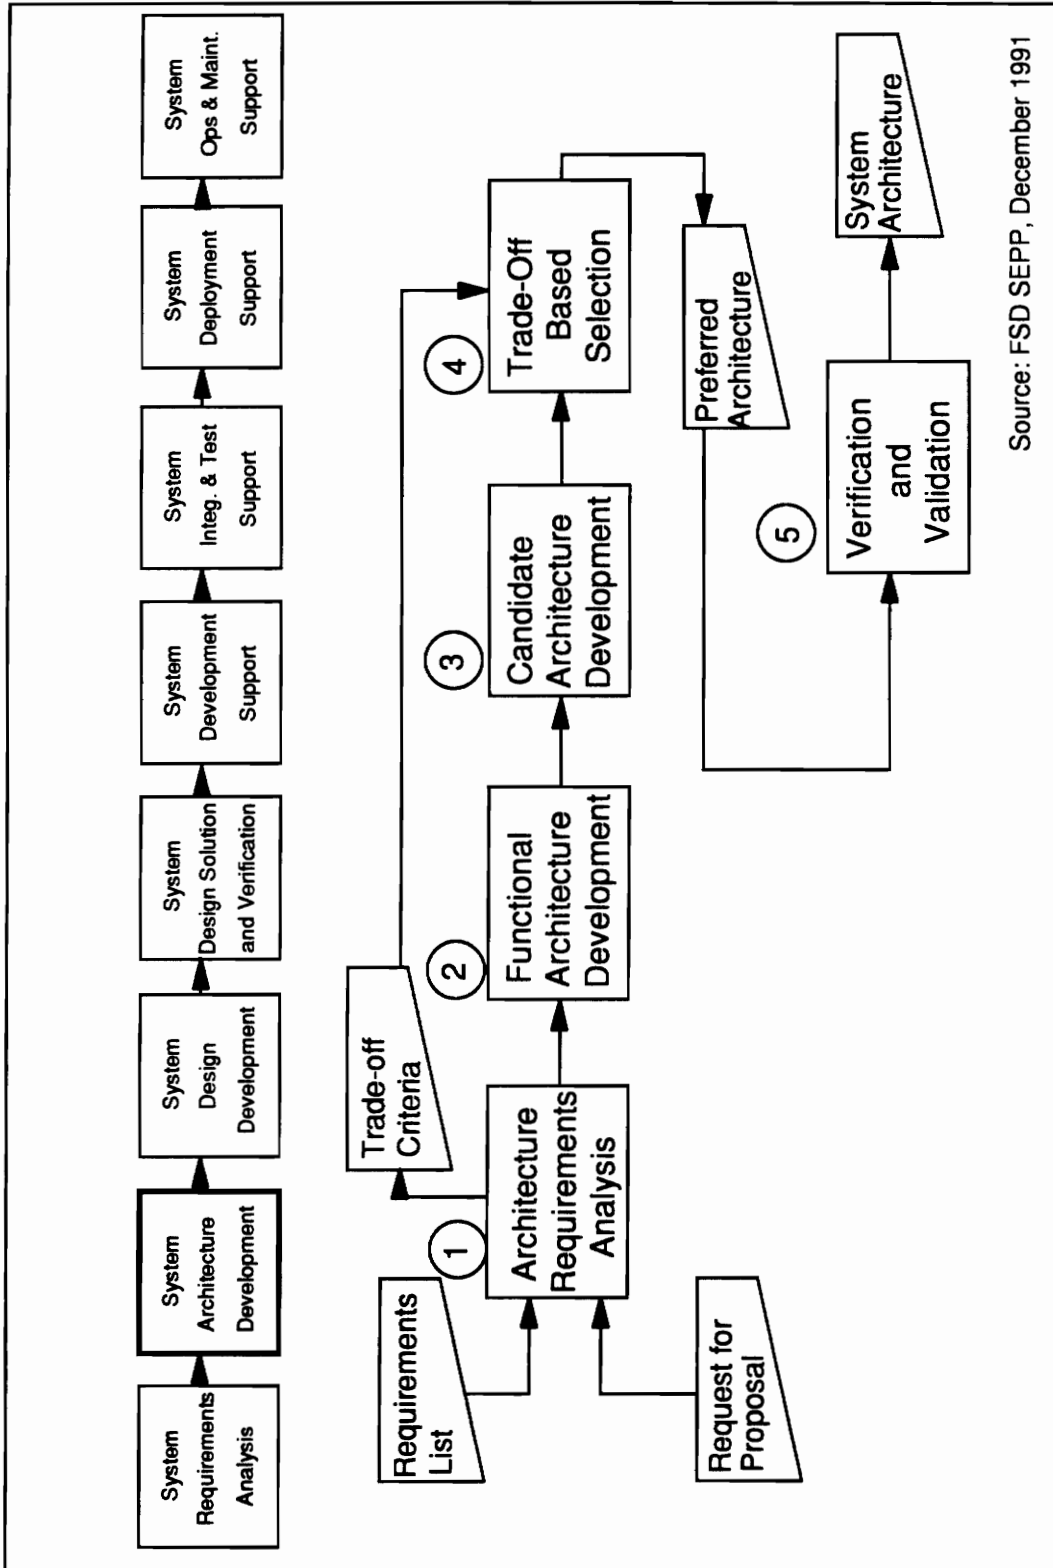 System
Requirements
Analysis
System
Architecture
Development
System
Design
Development
System
Design Solution
and Verification
System
Development
Support
System
Integ. & Test
Support
System
Deployment
Support
System
Ops & Maint.
Support
Requirements
List
Request for
Proposal
1
Architecture
Requirements
Analysis
Trade-off
Criteria
2
Functional
Architecture
Development
3
Candidate
Architecture
Development
4
Trade-Off
Based
Selection
Preferred
Architecture
5
Verification
and
Validation
System
Architecture
Source: FSD SEPP, December 1991